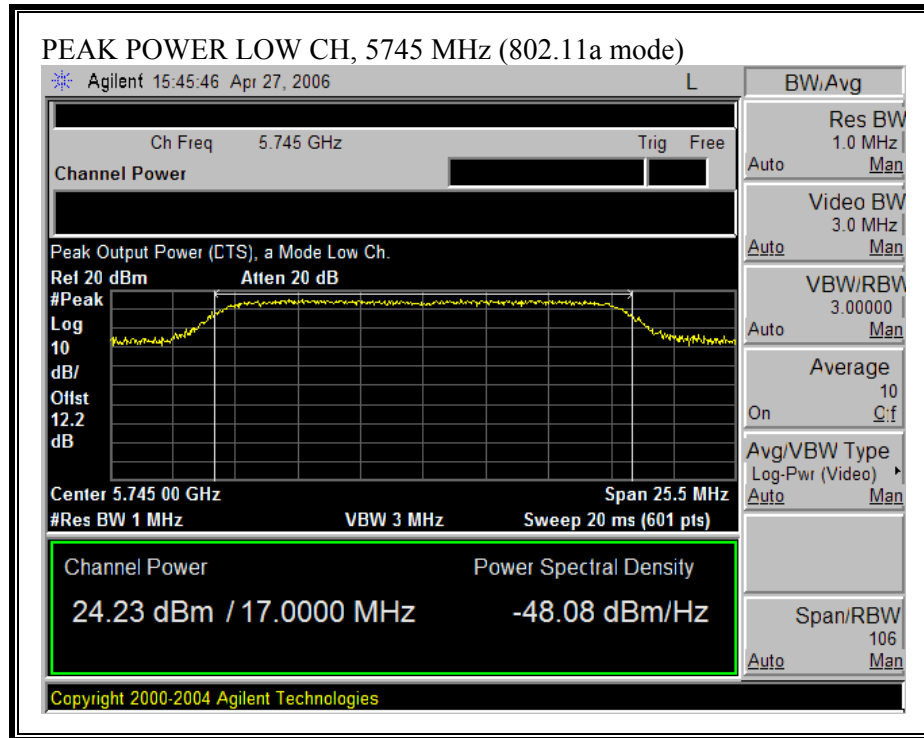 PEAK POWER LOW CH, 5745 MHz (802.11a mode)
Agilent 15:45:46 Apr 27, 2006 L
BW/Avg
Ch Freq 5.745 GHz Trig Free
Channel Power
Res BW
1.0 MHz
Auto Man
Video BW
3.0 MHz
Auto Man
Peak Output Power (DTS), a Mode Low Ch.
Ref 20 dBm Atten 20 dB
#Peak
Log
10
dB/
Offst
12.2
dB
VBW/RBW
3.00000
Auto Man
Average
10
On Off
Avg/VBW Type
Log-Pwr (Video)
Auto Man
Center 5.745 00 GHz Span 25.5 MHz
#Res BW 1 MHz VBW 3 MHz Sweep 20 ms (601 pts)
Channel Power Power Spectral Density
24.23 dBm / 17.0000 MHz -48.08 dBm/Hz
Span/RBW
106
Auto Man
Copyright 2000-2004 Agilent Technologies